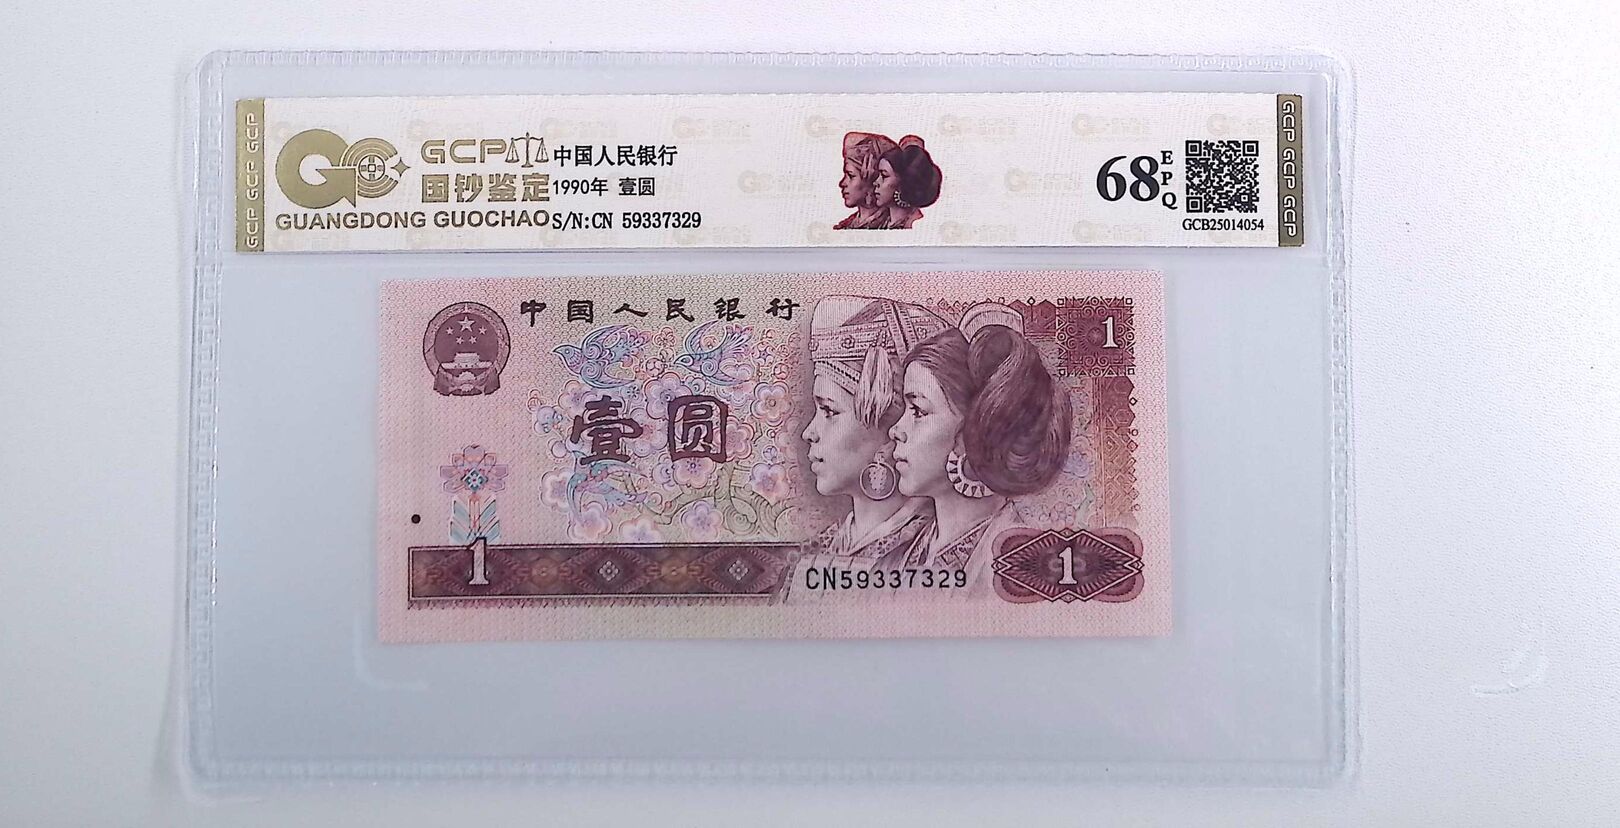 GCP GCP GCP
GCP
国钞鉴定
GUANGDONG GUOCHAO
中国人民银行
1990年 壹圆
S/N:CN 59337329
68
EPQ
GCB25014054
GCP GCP GCP
中国人民银行
1
壹圆
1
CN59337329
1